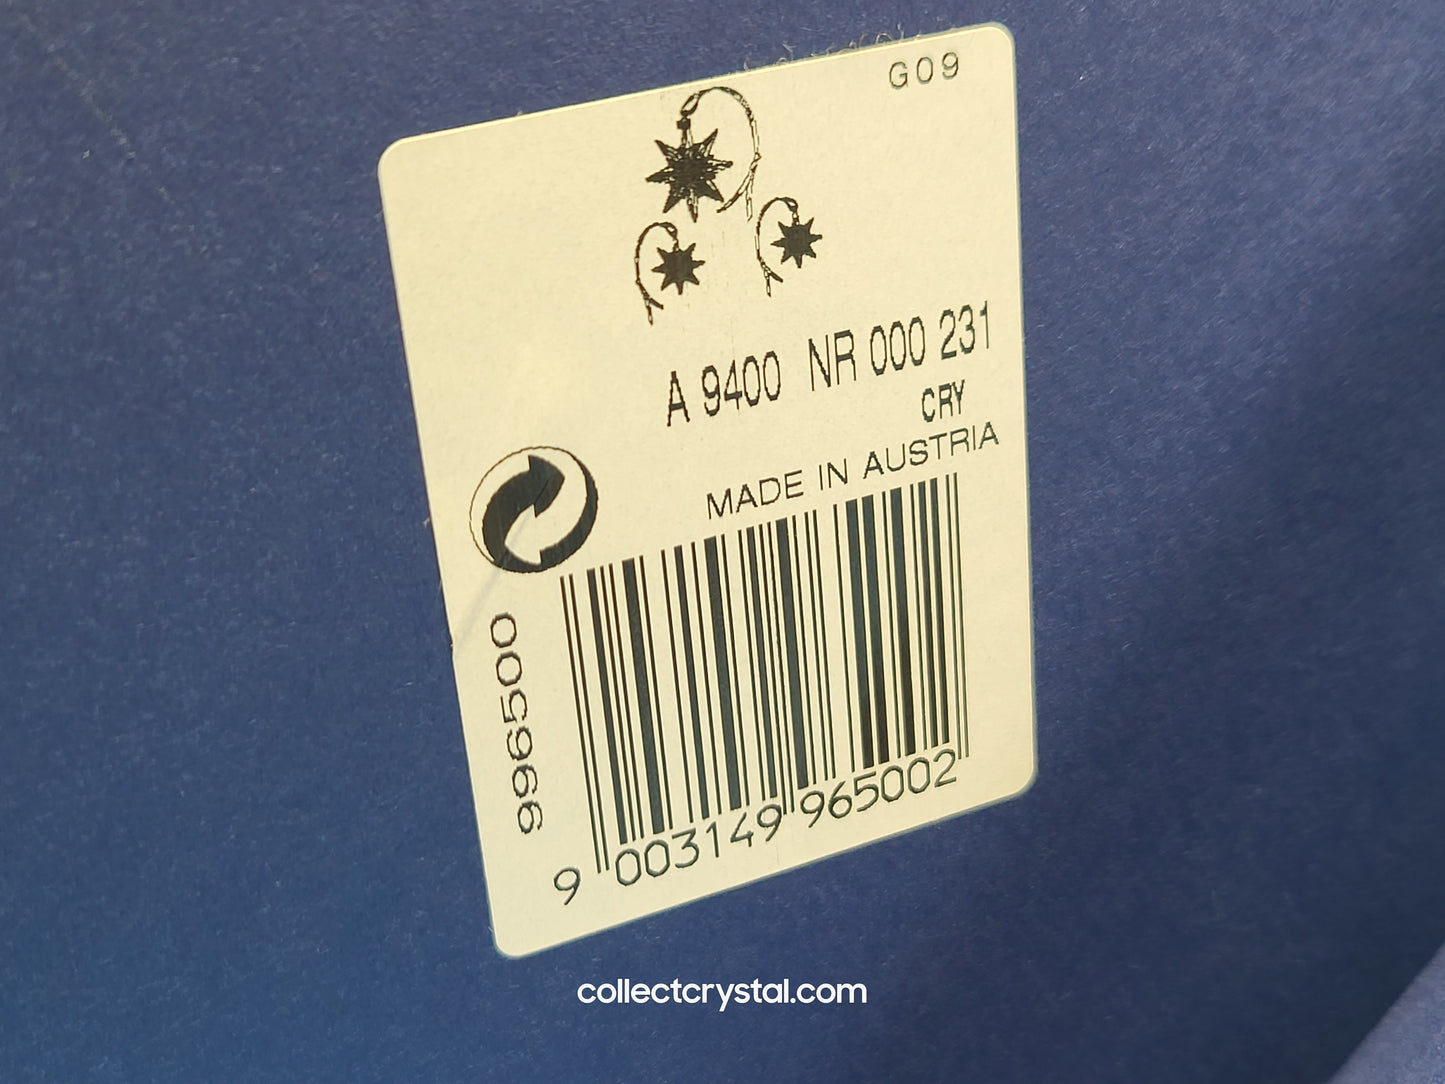 G09
A 9400 NR 000 231
CRY
MADE IN AUSTRIA
996500
9 003149 965002
collectcrystal.com